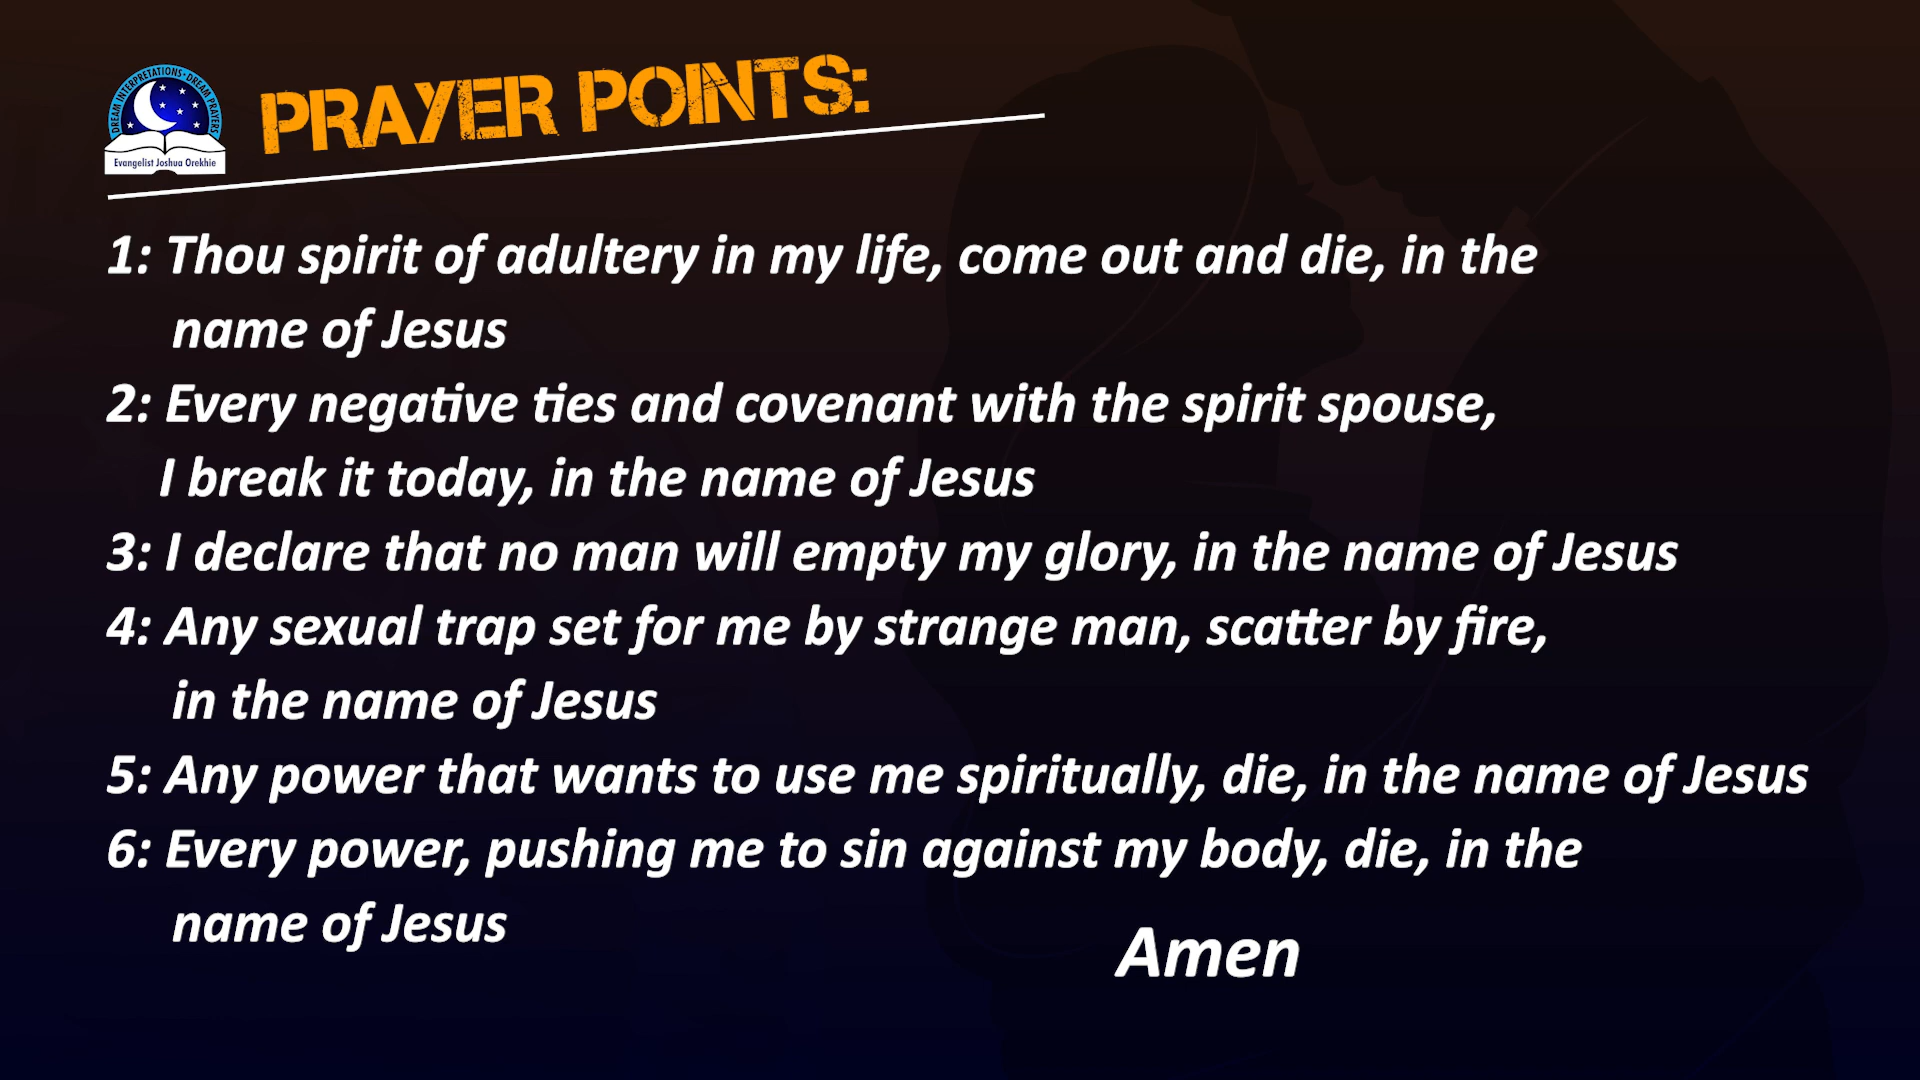 DREAM INTERPRETATIONS · DREAM PRAYERS
Evangelist Joshua Orekhie
PRAYER POINTS:
1: Thou spirit of adultery in my life, come out and die, in the
name of Jesus
2: Every negative ties and covenant with the spirit spouse,
I break it today, in the name of Jesus
3: I declare that no man will empty my glory, in the name of Jesus
4: Any sexual trap set for me by strange man, scatter by fire,
in the name of Jesus
5: Any power that wants to use me spiritually, die, in the name of Jesus
6: Every power, pushing me to sin against my body, die, in the
name of Jesus
Amen